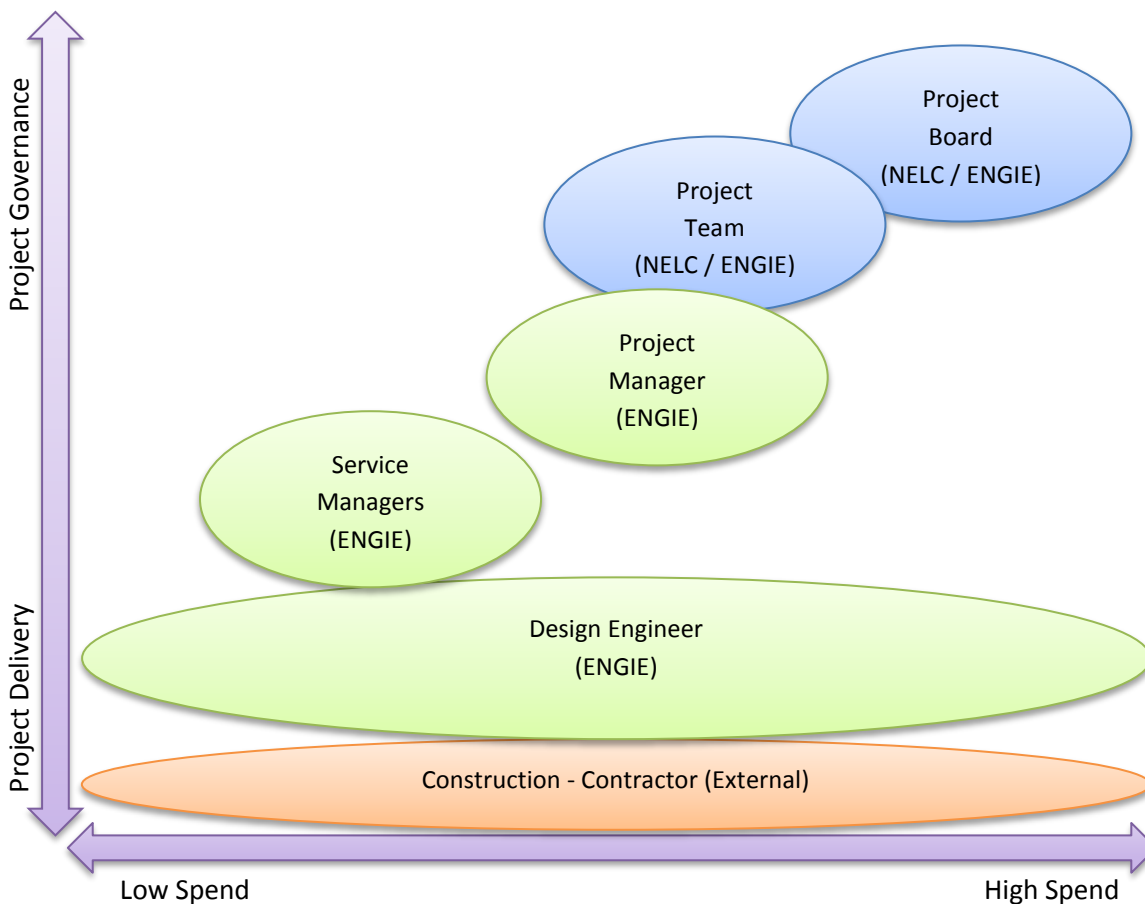 Project Governance
Project
Board
(NELC / ENGIE)
Project
Team
(NELC / ENGIE)
Project
Manager
(ENGIE)
Service
Managers
(ENGIE)
Project Delivery
Design Engineer
(ENGIE)
Construction - Contractor (External)
Low Spend
High Spend